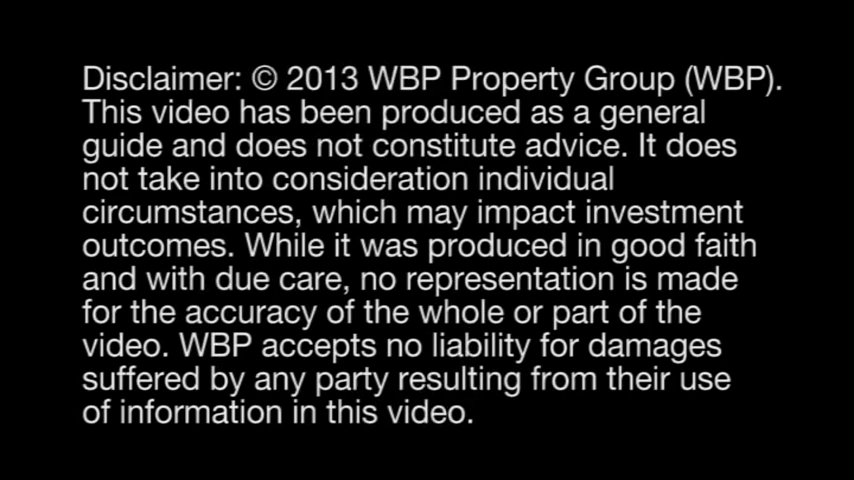 Disclaimer: © 2013 WBP Property Group (WBP).
This video has been produced as a general
guide and does not constitute advice. It does
not take into consideration individual
circumstances, which may impact investment
outcomes. While it was produced in good faith
and with due care, no representation is made
for the accuracy of the whole or part of the
video. WBP accepts no liability for damages
suffered by any party resulting from their use
of information in this video.